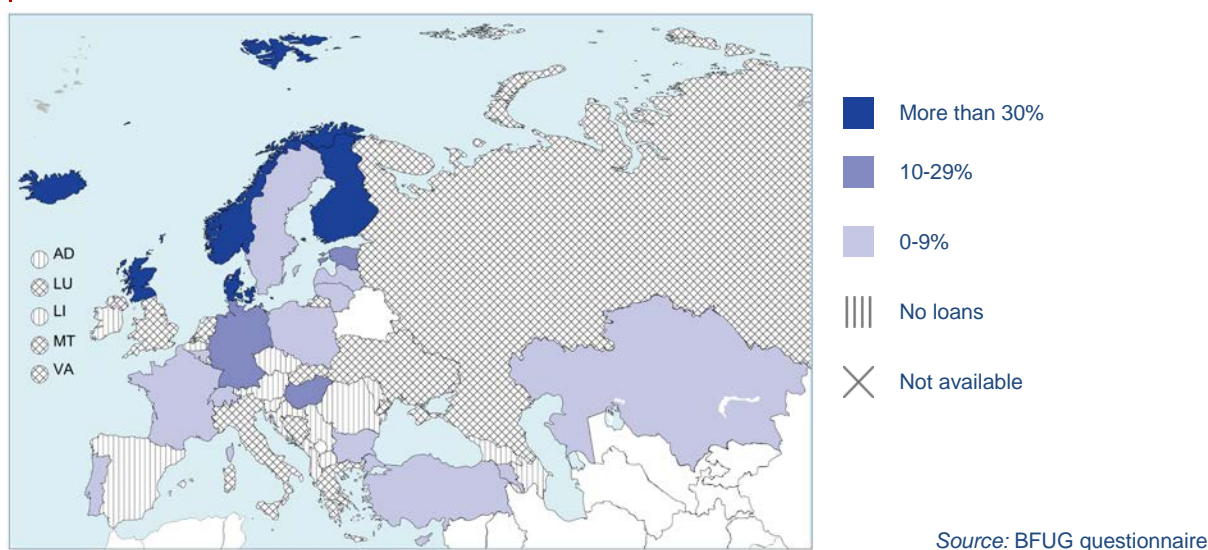 AD
LU
LI
MT
VA
More than 30%
10-29%
0-9%
No loans
Not available
Source: BFUG questionnaire